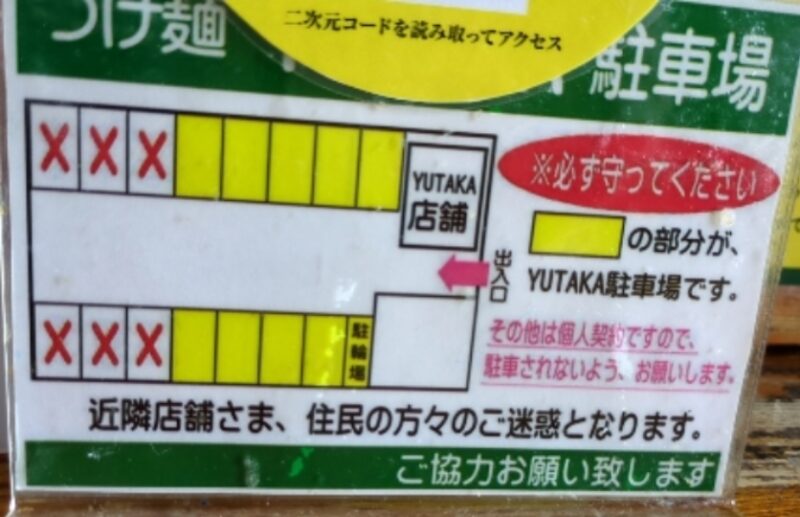 二次元コードを読み取ってアクセス
つけ麺
駐車場
X X X
YUTAKA
店舗
※必ず守ってください
の部分が、
YUTAKA駐車場です。
出入口
X X X
駐輪場
その他は個人契約ですので、
駐車されないよう、お願いします。
近隣店舗さま、住民の方々のご迷惑となります。
ご協力お願い致します